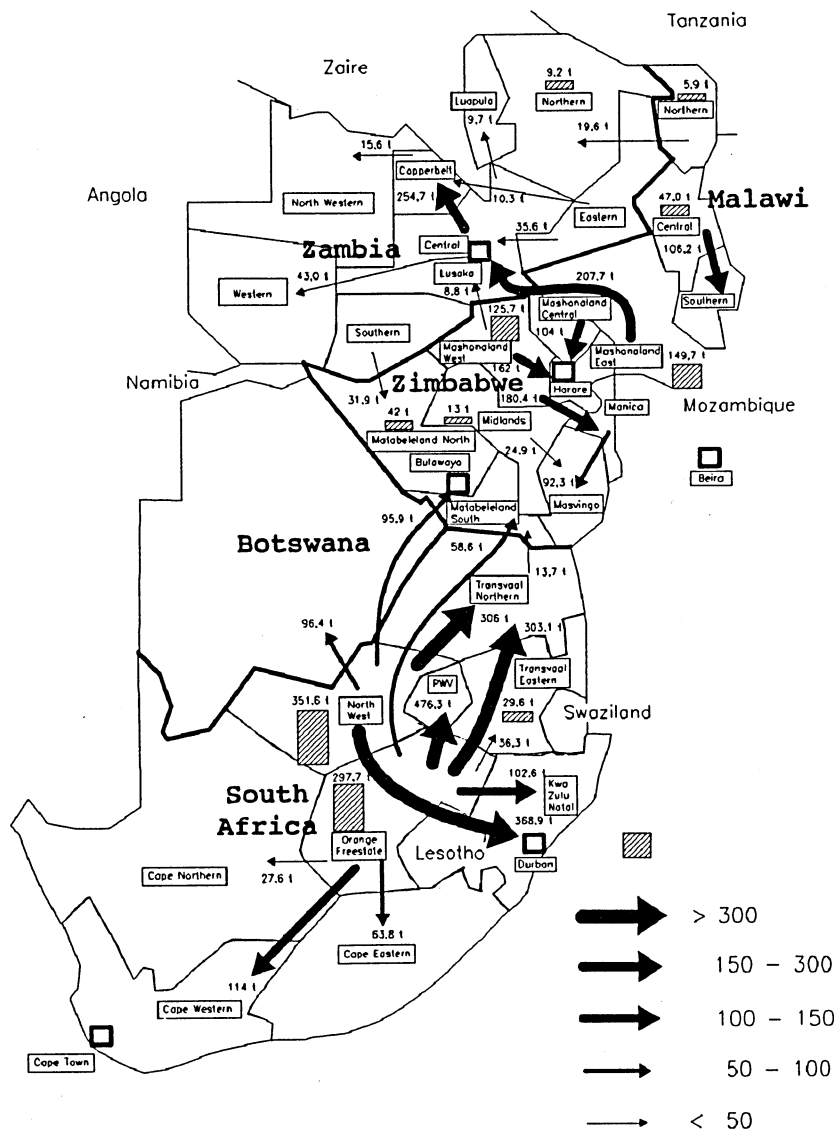 Tanzania
Zaire
9.2 t
Northern
5.9 t
Northern
Luapula
9.7 t
19.6 t
15.6 t
Copperbelt
Angola
North Western
254.7 t
10.3 t
Eastern
47.0 t
Malawi
Central
Zambia
Central
35.6 t
106.2 t
Western
43.0 t
Lusaka
8.8 t
207.7 t
Southern
125.7 t
Mashonaland
Central
Southern
104 t
Mashonaland
West
Mashonaland
East
149.7 t
Namibia
Zimbabwe
162 t
Harare
31.9 t
42 t
13 t
180.4 t
Manica
Mozambique
Midlands
Matabeleland North
24.9 t
Bulawayo
92.3 t
Masvingo
Beira
Matabeleland
South
95.9 t
Botswana
58.6 t
13.7 t
Transvaal
Northern
96.4 t
306 t
303.1 t
Transvaal
Eastern
PWV
351.6 t
North
West
476.3 t
29.6 t
Swaziland
36.3 t
297.7 t
102.6 t
Kwa
Zulu
Natal
South
Africa
368.9 t
Orange
Freestate
Lesotho
Durban
Cape Northern
27.6 t
63.8 t
Cape Eastern
114 t
Cape Western
Cape Town
> 300
150 - 300
100 - 150
50 - 100
< 50